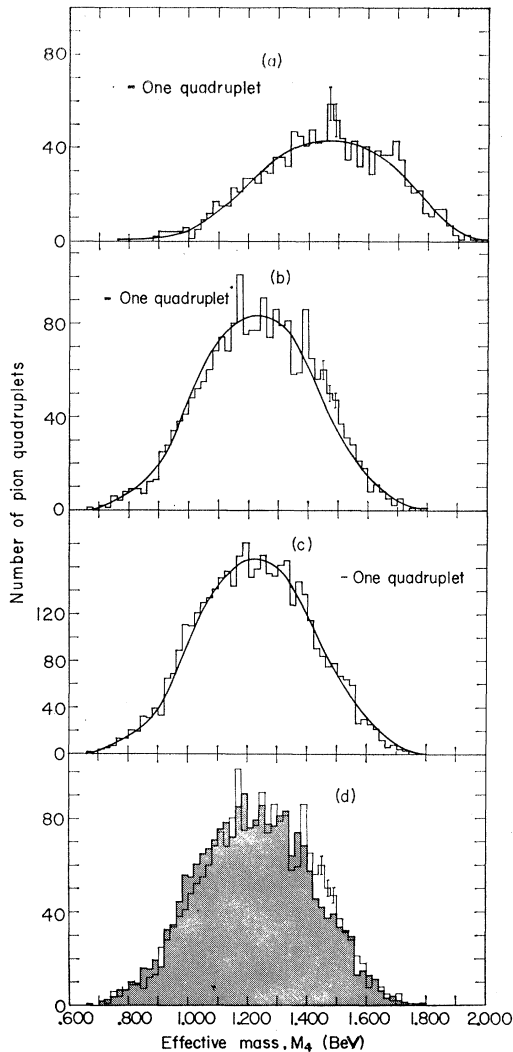 80
(a)
- One quadruplet
40
0
(b)
- One quadruplet
80
40
0
Number of pion quadruplets
(c)
- One quadruplet
120
80
40
0
(d)
80
40
0
.600 .800 1.000 1.200 1.400 1.600 1.800 2.000
Effective mass, M4 (BeV)